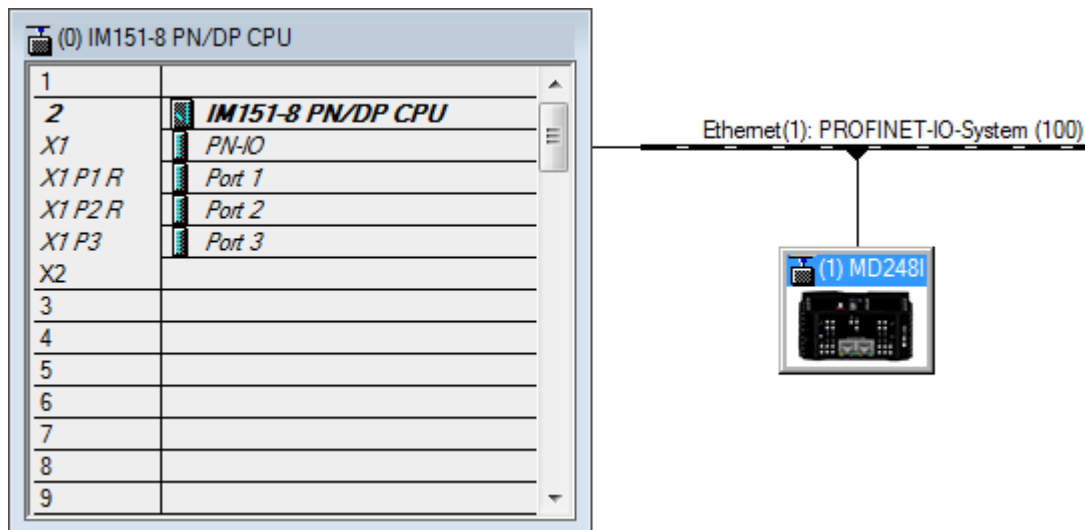 (0) IM151-8 PN/DP CPU
1
2 IM151-8 PN/DP CPU
X1 PN-IO
X1 P1 R Port 1
X1 P2 R Port 2
X1 P3 Port 3
X2
3
4
5
6
7
8
9
Ethernet(1): PROFINET-IO-System (100)
(1) MD248I